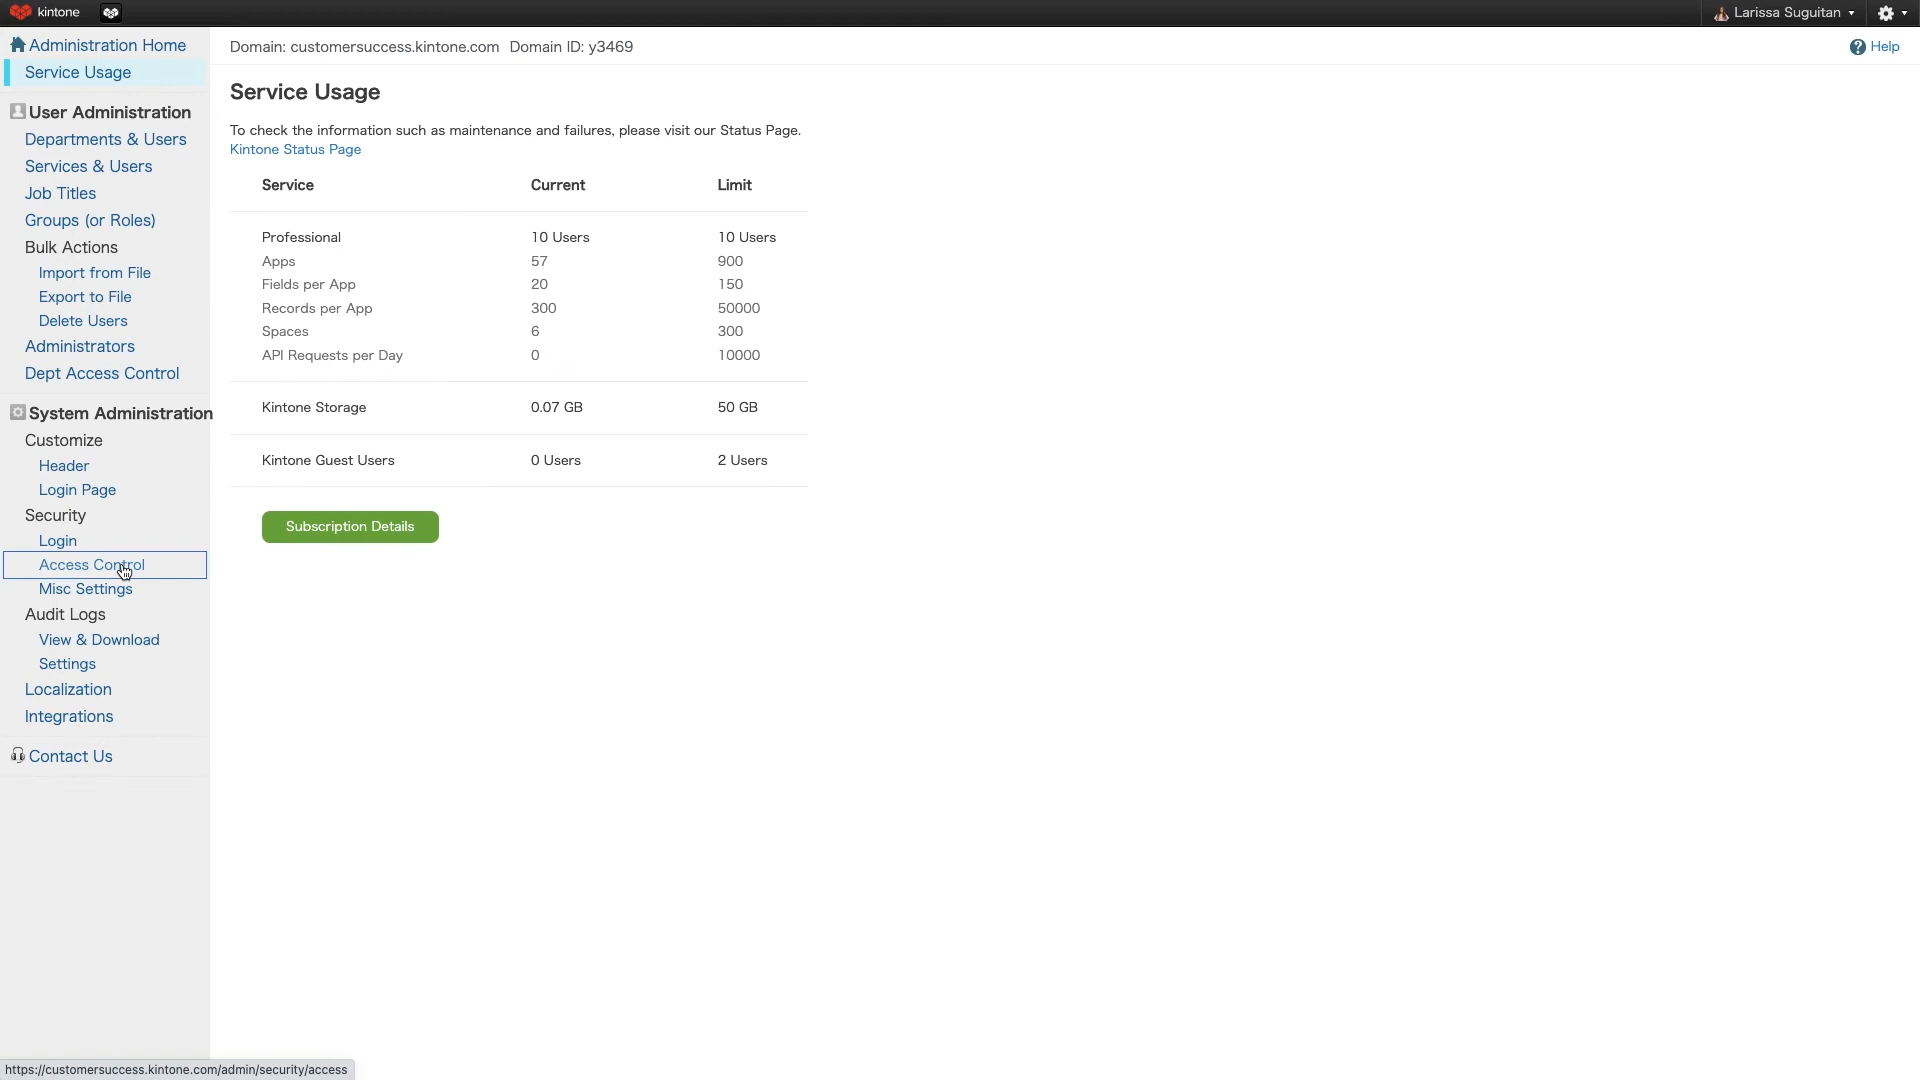 kintone
Larissa Suguitan
Administration Home
Service Usage
User Administration
Departments & Users
Services & Users
Job Titles
Groups (or Roles)
Bulk Actions
Import from File
Export to File
Delete Users
Administrators
Dept Access Control
System Administration
Customize
Header
Login Page
Security
Login
Access Control
Misc Settings
Audit Logs
View & Download
Settings
Localization
Integrations
Contact Us
Domain: customersuccess.kintone.com Domain ID: y3469
Help
Service Usage
To check the information such as maintenance and failures, please visit our Status Page.
Kintone Status Page
Service Current Limit
Professional 10 Users 10 Users
Apps 57 900
Fields per App 20 150
Records per App 300 50000
Spaces 6 300
API Requests per Day 0 10000
Kintone Storage 0.07 GB 50 GB
Kintone Guest Users 0 Users 2 Users
Subscription Details
https://customersuccess.kintone.com/admin/security/access